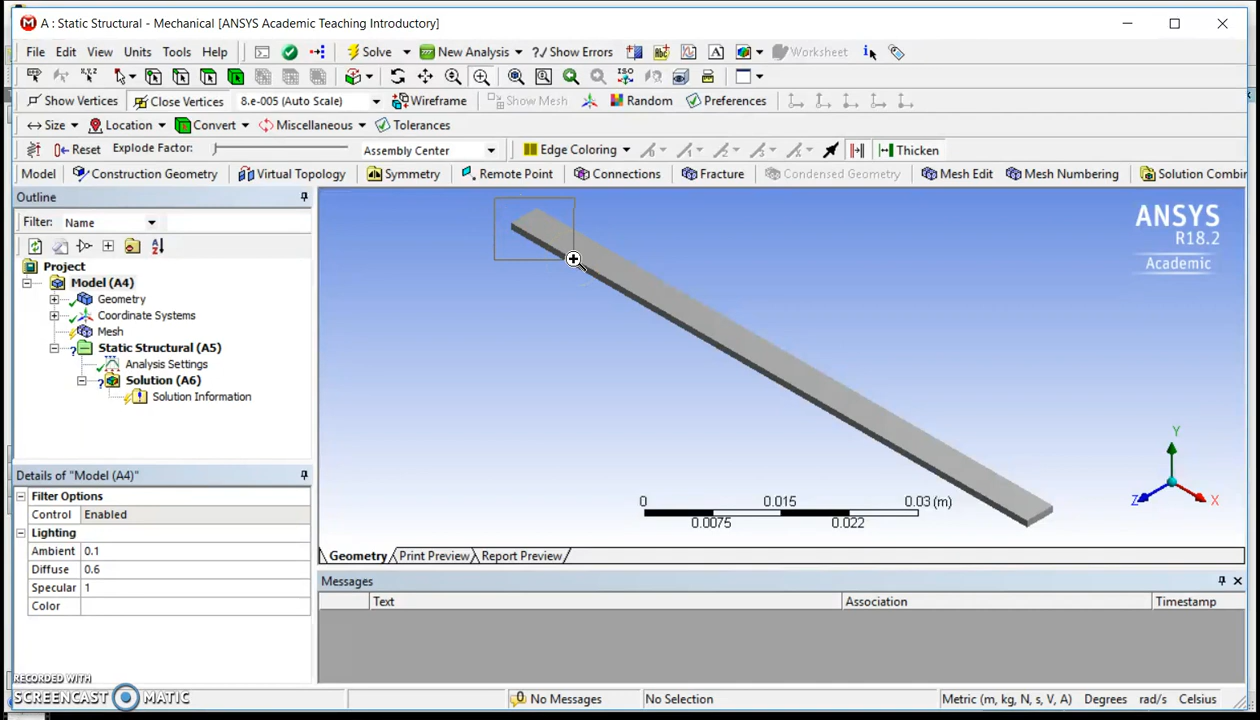 A : Static Structural - Mechanical [ANSYS Academic Teaching Introductory]
File Edit View Units Tools Help Solve New Analysis ?/ Show Errors Worksheet
Show Vertices Close Vertices 8.e-005 (Auto Scale) Wireframe Show Mesh Random Preferences
Size Location Convert Miscellaneous Tolerances
Reset Explode Factor: Assembly Center Edge Coloring Thicken
Model Construction Geometry Virtual Topology Symmetry Remote Point Connections Fracture Condensed Geometry Mesh Edit Mesh Numbering Solution Combin
Outline
Filter: Name
Project
Model (A4)
Geometry
Coordinate Systems
Mesh
Static Structural (A5)
Analysis Settings
Solution (A6)
Solution Information
ANSYS
R18.2
Academic
Y
Z X
0 0.015 0.03 (m)
0.0075 0.022
Details of "Model (A4)"
Filter Options
Control Enabled
Lighting
Ambient 0.1
Diffuse 0.6
Specular 1
Color
Geometry Print Preview Report Preview
Messages
Text Association Timestamp
RECORDED WITH
SCREENCAST MATIC
No Messages No Selection Metric (m, kg, N, s, V, A) Degrees rad/s Celsius